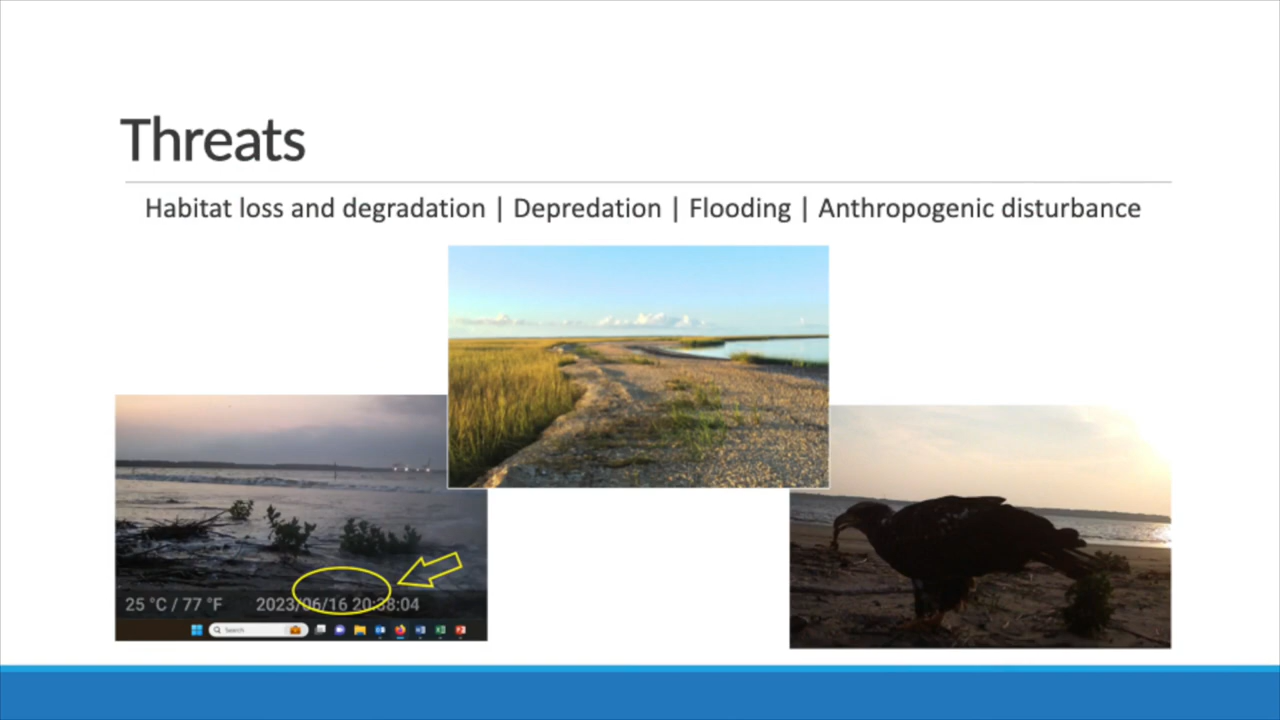 Threats
Habitat loss and degradation | Depredation | Flooding | Anthropogenic disturbance
25 °C / 77 °F 2023/06/16 20:38:04
Search